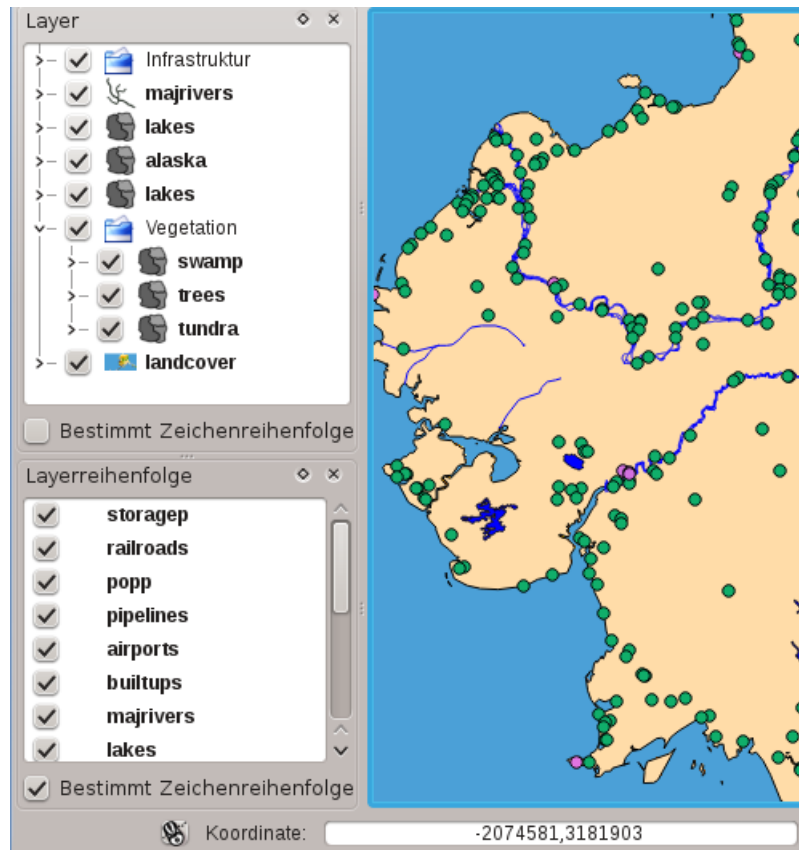 Layer
Infrastruktur
majrivers
lakes
alaska
lakes
Vegetation
swamp
trees
tundra
landcover
Bestimmt Zeichenreihenfolge
Layerreihenfolge
storagep
railroads
popp
pipelines
airports
builtups
majrivers
lakes
Bestimmt Zeichenreihenfolge
Koordinate: -2074581,3181903